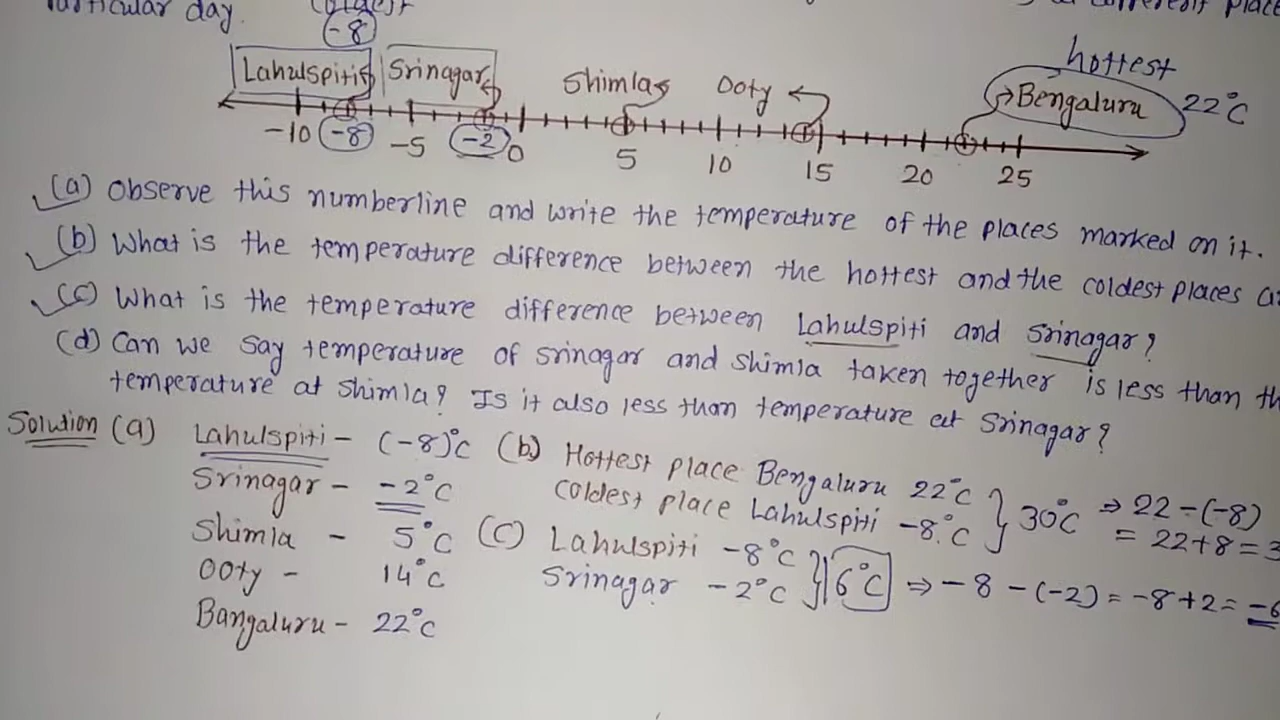 particular day.
-8
hottest
Lahulspiti Srinagar Shimla Ooty Bengaluru 22°C
-10 -8 -5 -2 0 5 10 15 20 25
(a) Observe this numberline and write the temperature of the places marked on it.
(b) What is the temperature difference between the hottest and the coldest places
(c) What is the temperature difference between Lahulspiti and Srinagar?
(d) Can we say temperature of srinagar and shimla taken together is less than
temperature at shimla? Is it also less than temperature at Srinagar?
Solution (a) Lahulspiti - (-8)°C (b) Hottest place Bengaluru 22°C
Srinagar - -2°C coldest place Lahulspiti -8°C } 30°C ⇒ 22-(-8)
= 22+8=3
Shimla - 5°C (C) Lahulspiti -8°C
Ooty - 14°C Srinagar -2°C } 6°C ⇒ -8-(-2)=-8+2=-6
Bangaluru - 22°C